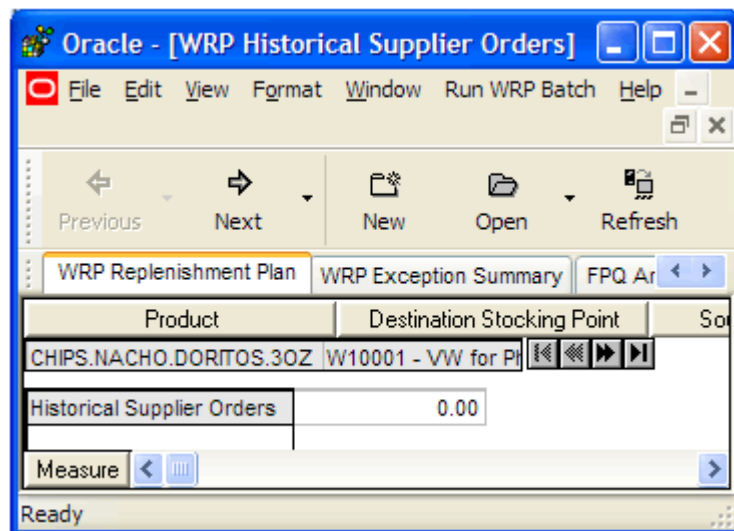 Oracle - [WRP Historical Supplier Orders]
File Edit View Format Window Run WRP Batch Help
Previous Next New Open Refresh
WRP Replenishment Plan WRP Exception Summary FPQ Ar
Product Destination Stocking Point Sou
CHIPS.NACHO.DORITOS.3OZ W10001 - VW for Ph
Historical Supplier Orders 0.00
Measure
Ready